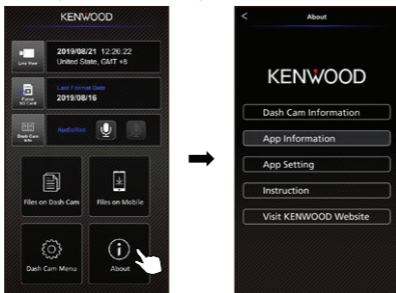 KENWOOD
2019/08/21 12:26:22
United State, GMT +8
Live View
Last Format Date
2019/08/16
Format
SD Card
AudioRec
Dash Cam
Info
Files on Dash Cam
Files on Mobile
Dash Cam Menu
About
<
About
KENWOOD
Dash Cam Information
App Information
App Setting
Instruction
Visit KENWOOD Website